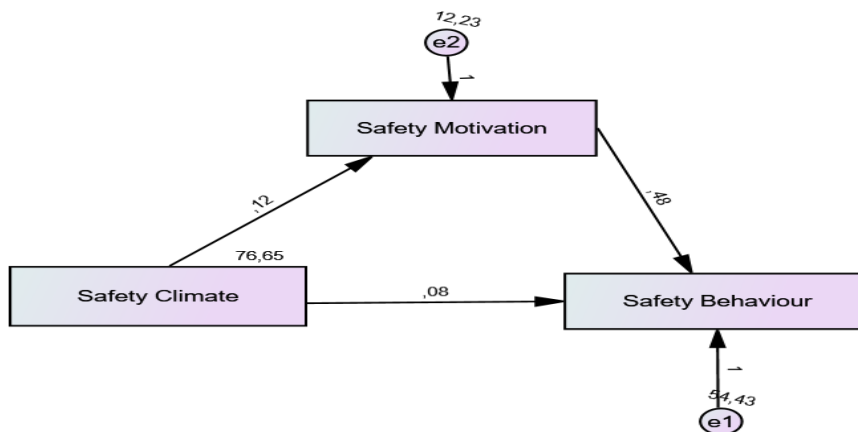 12,23
e2
1
Safety Motivation
,12
,48
76,65
Safety Climate
,08
Safety Behaviour
1
54,43
e1